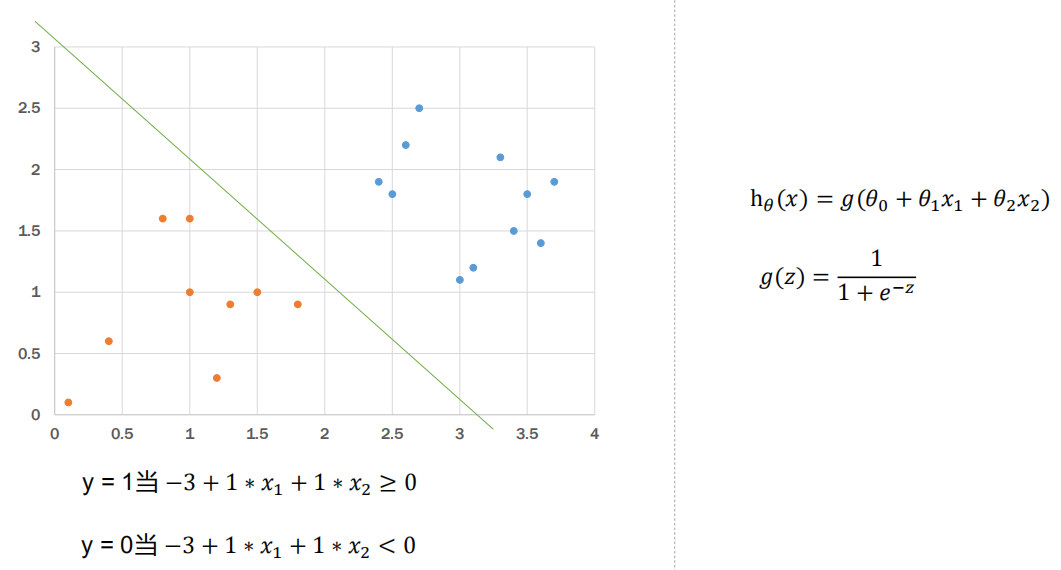 3
2.5
2
1.5
1
0.5
0
0 0.5 1 1.5 2 2.5 3 3.5 4
y = 1当 −3 + 1 ∗ x₁ + 1 ∗ x₂ ≥ 0
y = 0当 −3 + 1 ∗ x₁ + 1 ∗ x₂ < 0
h_θ(x) = g(θ₀ + θ₁x₁ + θ₂x₂)
g(z) = 1 / (1 + e^−z)